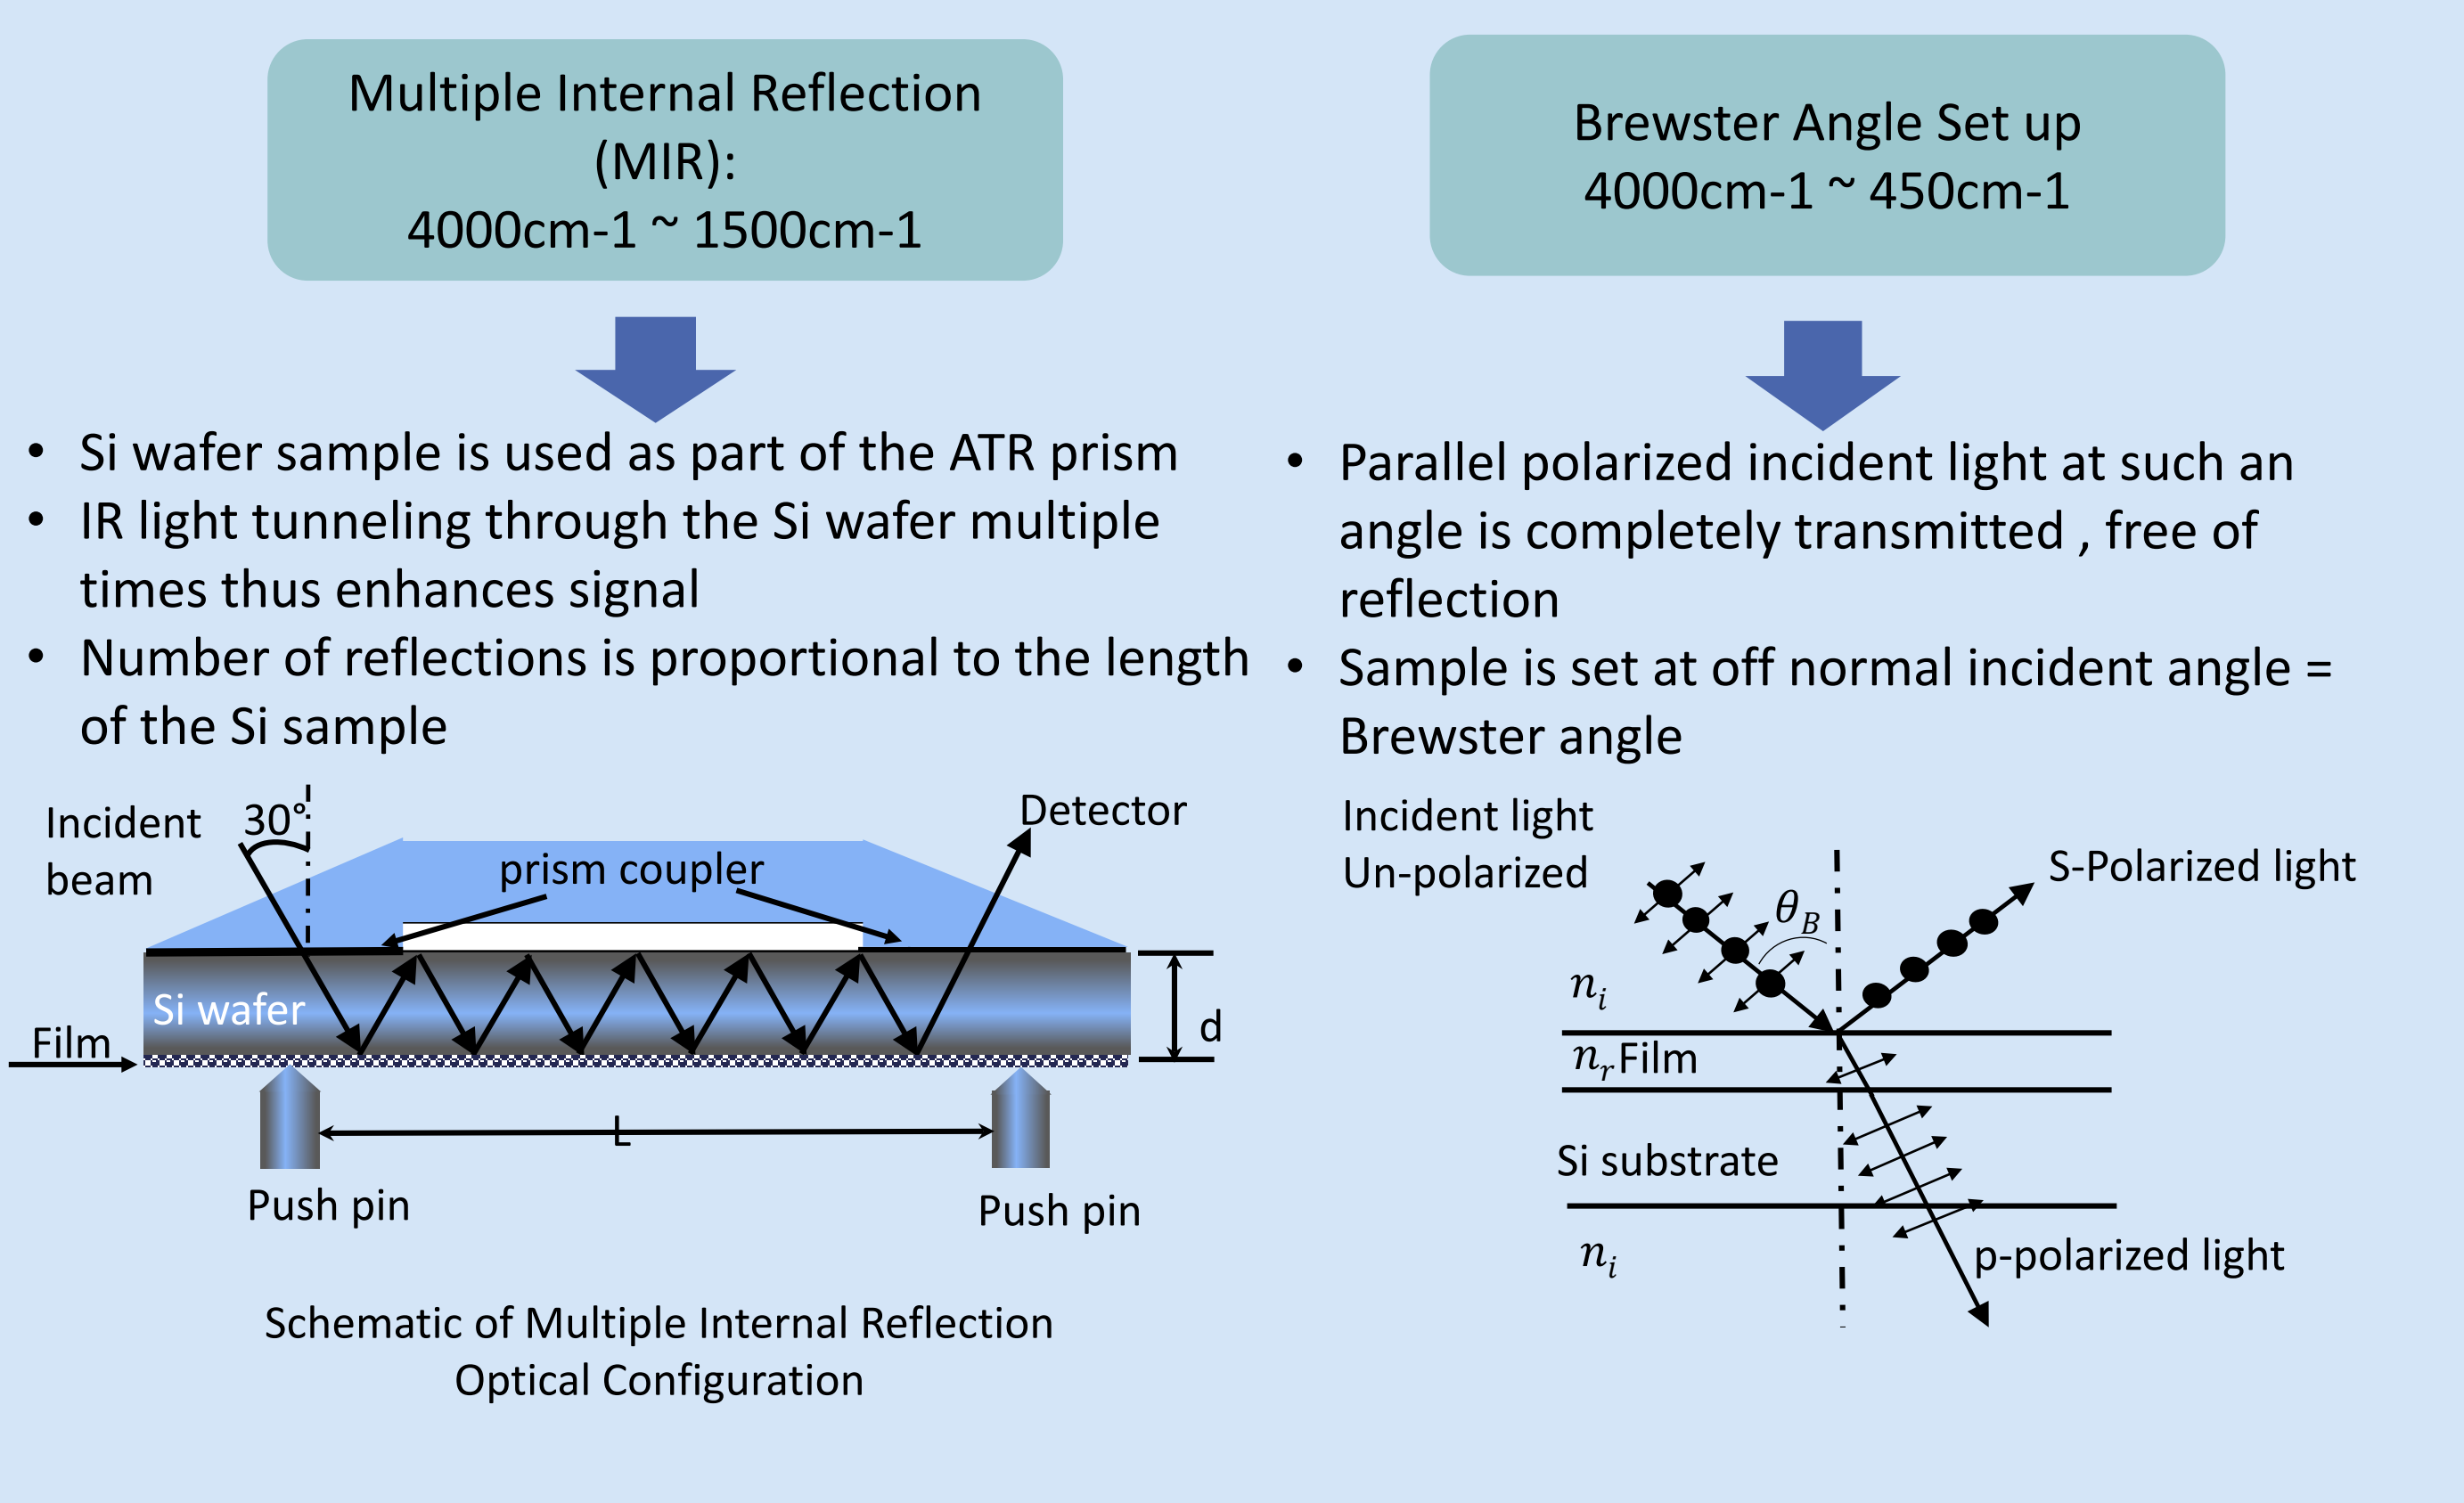 Multiple Internal Reflection
(MIR):
4000cm-1 ~ 1500cm-1
• Si wafer sample is used as part of the ATR prism
• IR light tunneling through the Si wafer multiple
times thus enhances signal
• Number of reflections is proportional to the length
of the Si sample
Incident
beam
30°
Detector
prism coupler
Si wafer
Film
d
L
Push pin
Push pin
Schematic of Multiple Internal Reflection
Optical Configuration
Brewster Angle Set up
4000cm-1 ~ 450cm-1
• Parallel polarized incident light at such an
angle is completely transmitted , free of
reflection
• Sample is set at off normal incident angle =
Brewster angle
Incident light
Un-polarized
S-Polarized light
θB
ni
nr Film
Si substrate
ni
p-polarized light